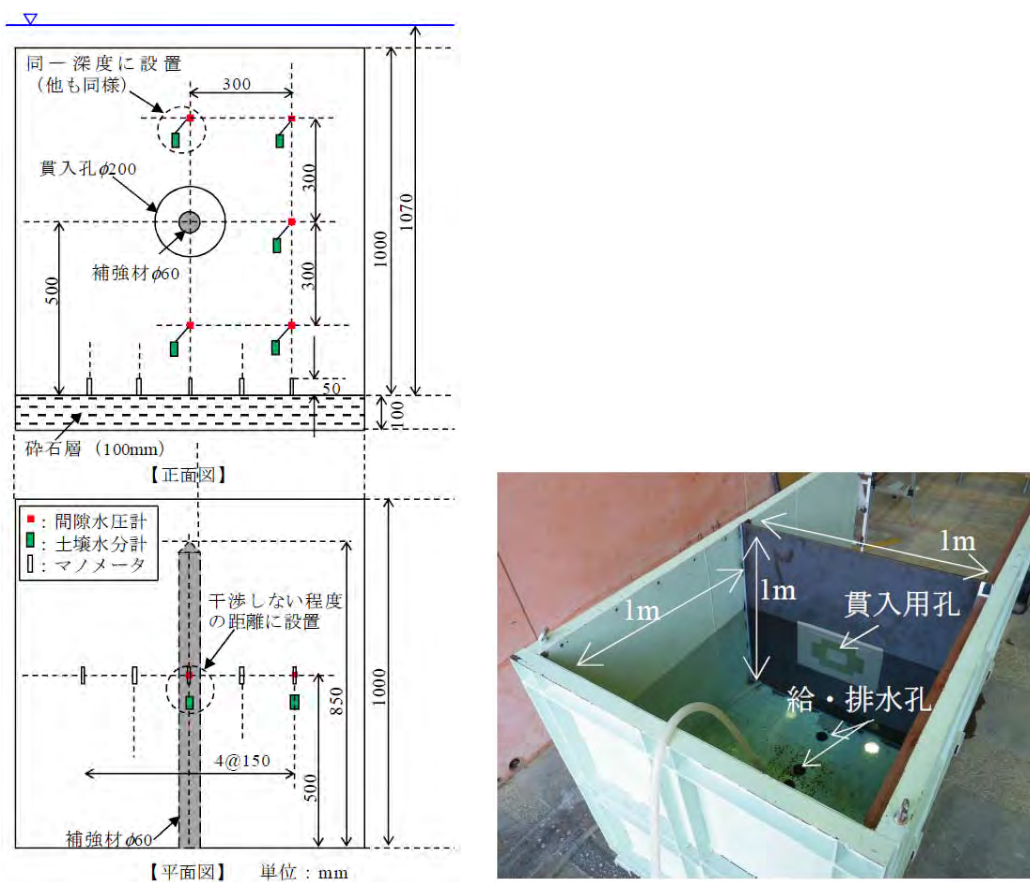 同一深度に設置
（他も同様）
300
貫入孔ϕ200
300
1070
1000
補強材ϕ60
500
300
50
100
砕石層（100mm）
【正面図】
：間隙水圧計
：土壌水分計
：マノメータ
干渉しない程度
の距離に設置
850
1000
4@150
500
補強材ϕ60
【平面図】 単位：mm
1m
1m
1m
貫入用孔
給・排水孔